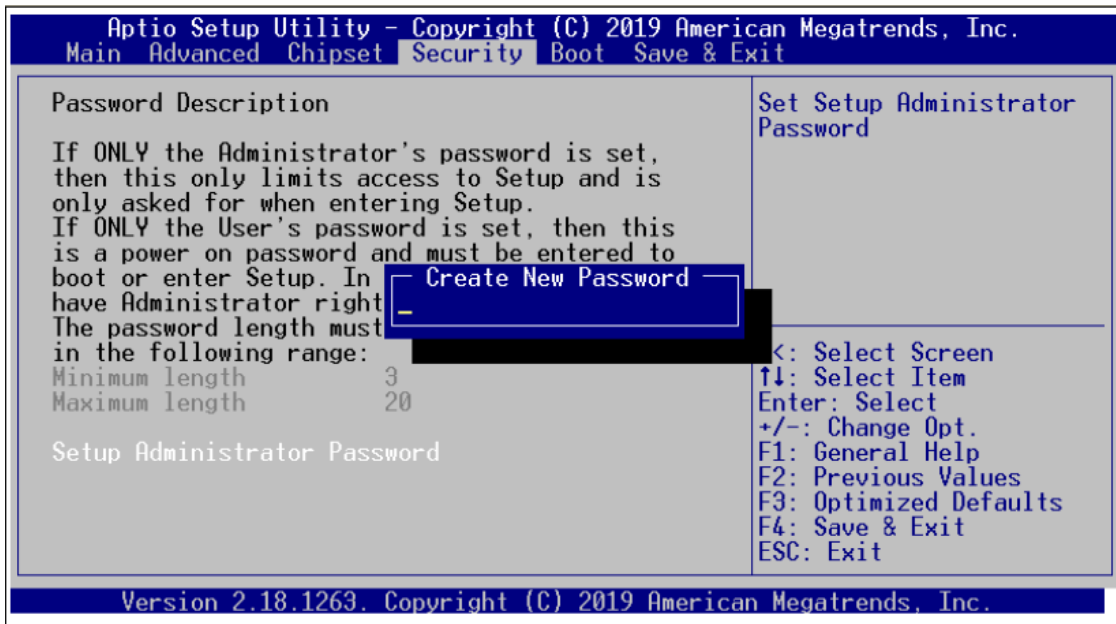 Aptio Setup Utility – Copyright (C) 2019 American Megatrends, Inc.
Main Advanced Chipset Security Boot Save & Exit
Password Description
If ONLY the Administrator's password is set,
then this only limits access to Setup and is
only asked for when entering Setup.
If ONLY the User's password is set, then this
is a power on password and must be entered to
boot or enter Setup. In
have Administrator right
The password length must
in the following range:
Minimum length 3
Maximum length 20
Setup Administrator Password
Create New Password
Set Setup Administrator
Password
<: Select Screen
↑↓: Select Item
Enter: Select
+/-: Change Opt.
F1: General Help
F2: Previous Values
F3: Optimized Defaults
F4: Save & Exit
ESC: Exit
Version 2.18.1263. Copyright (C) 2019 American Megatrends, Inc.